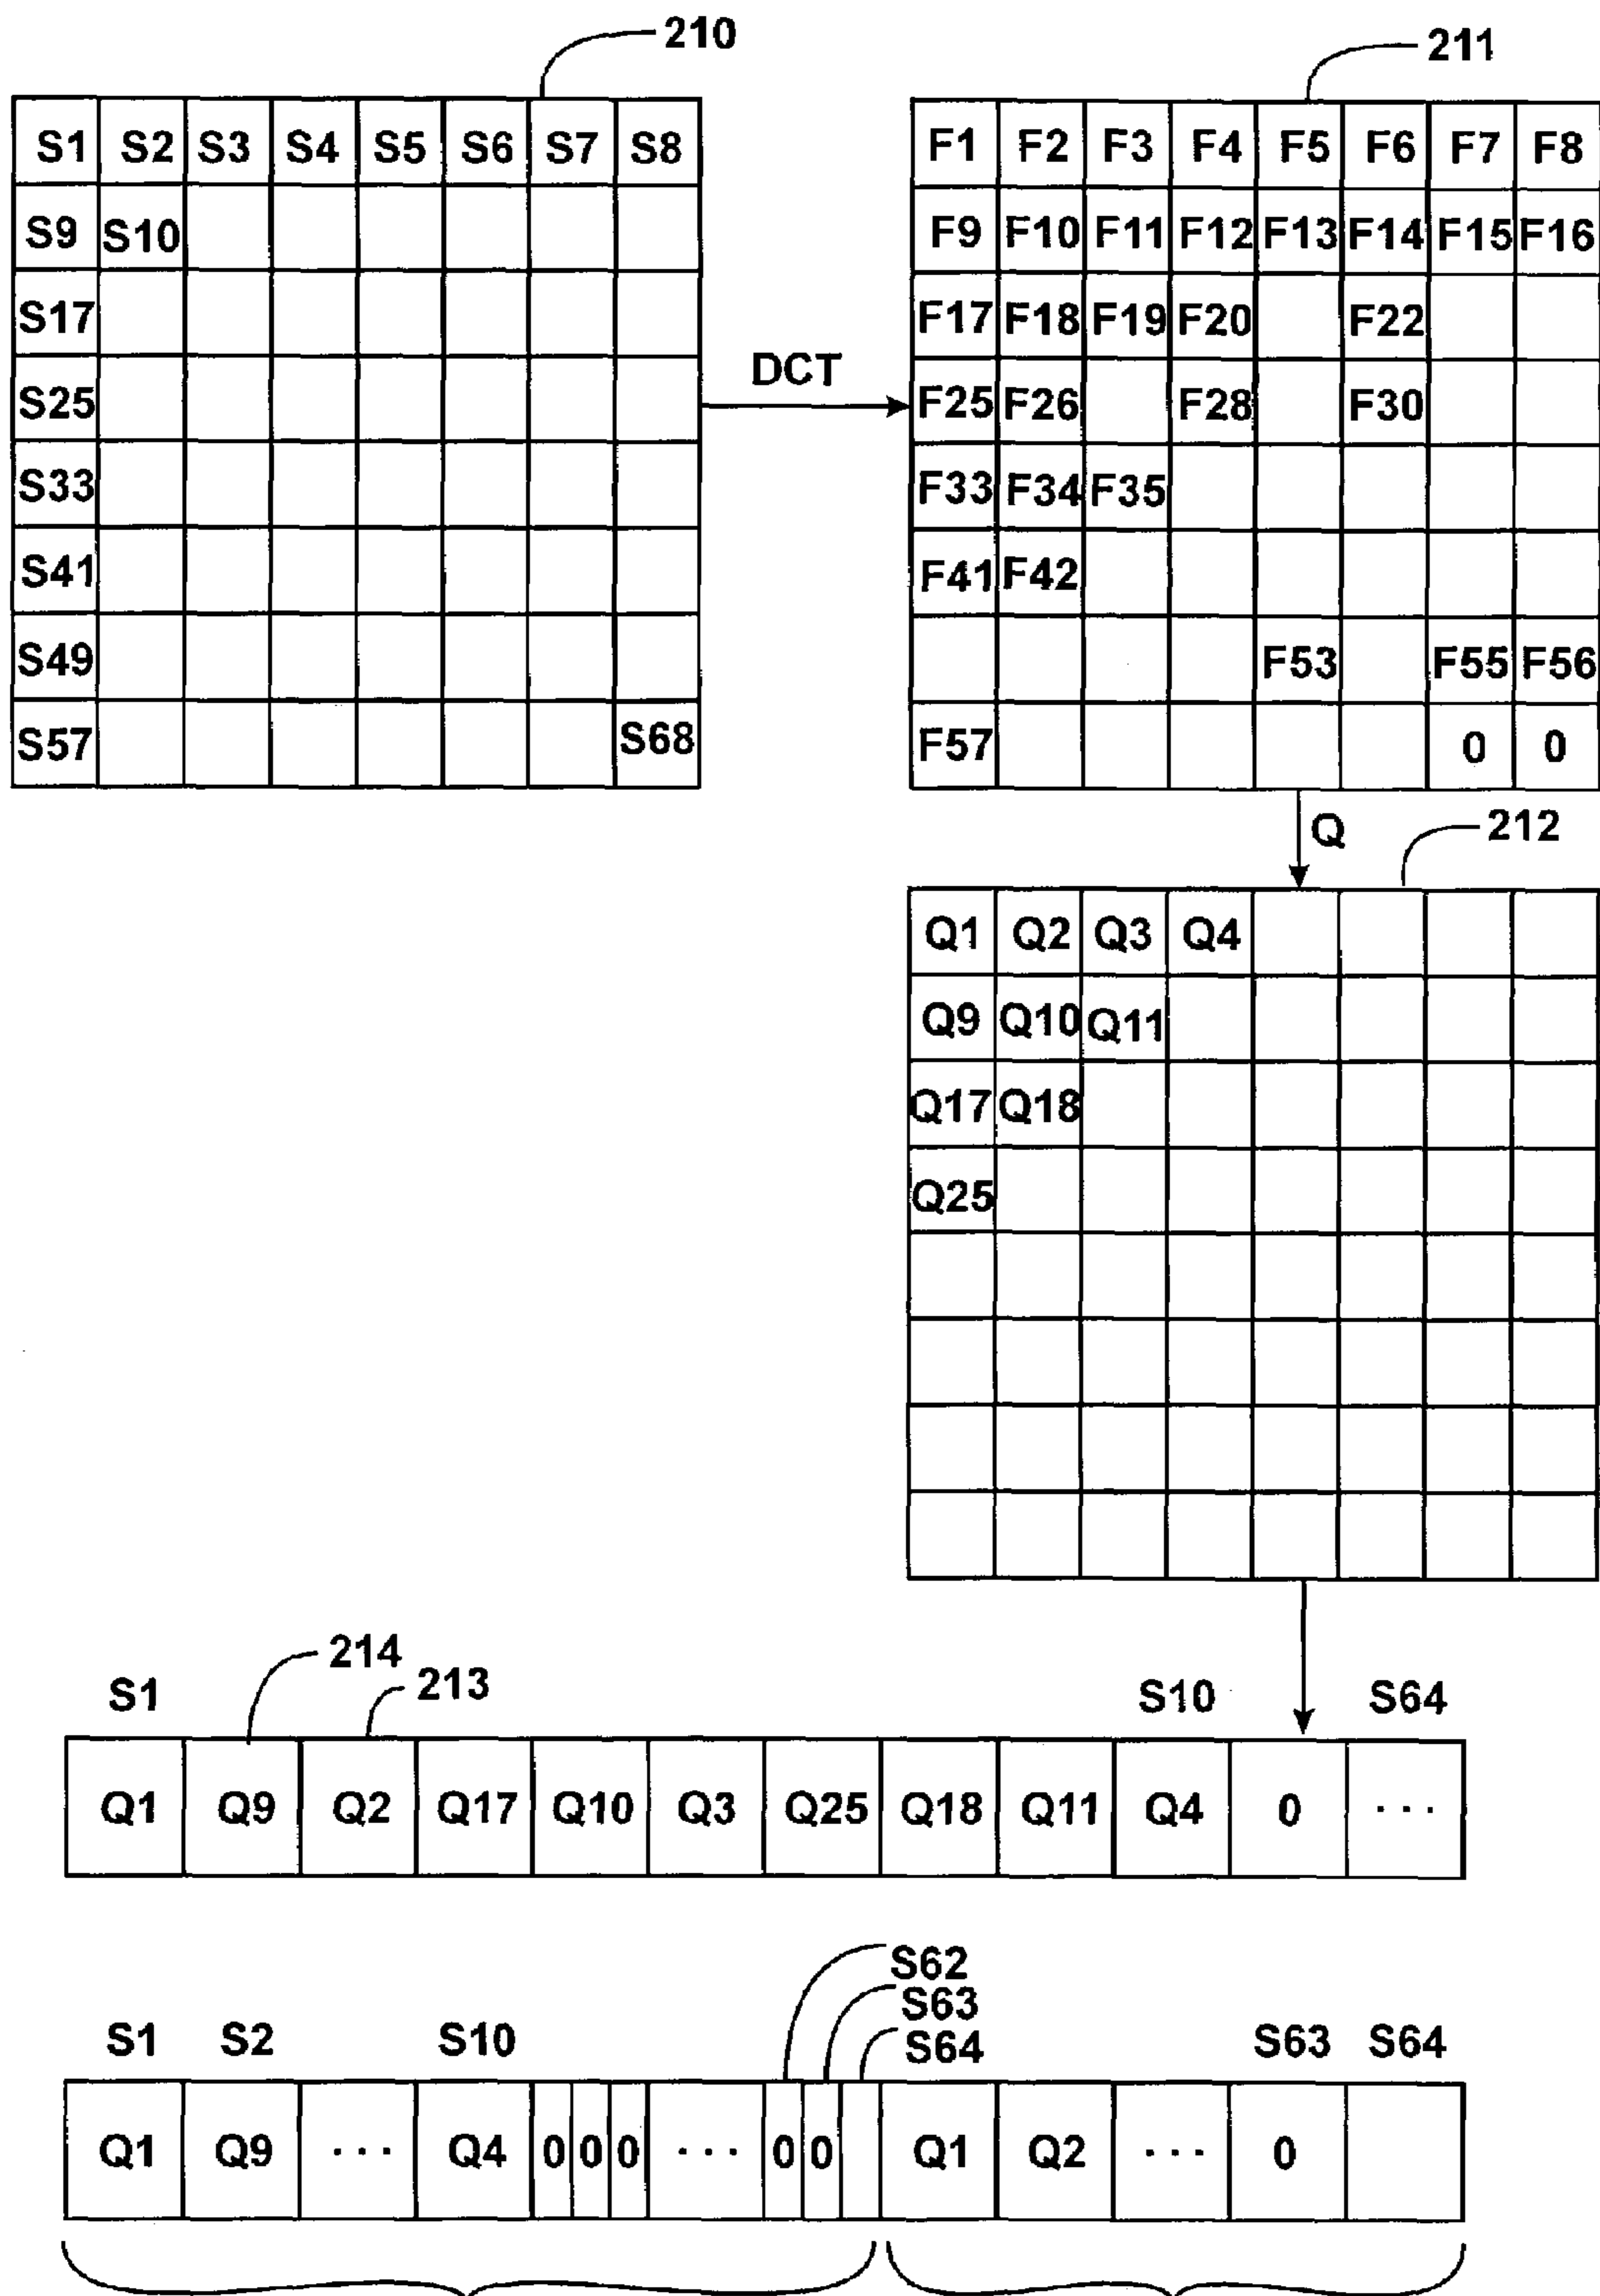 210
211
S1 S2 S3 S4 S5 S6 S7 S8
S9 S10
S17
S25
S33
S41
S49
S57 S68
DCT
F1 F2 F3 F4 F5 F6 F7 F8
F9 F10 F11 F12 F13 F14 F15 F16
F17 F18 F19 F20 F22
F25 F26 F28 F30
F33 F34 F35
F41 F42
F53 F55 F56
F57 0 0
Q
212
Q1 Q2 Q3 Q4
Q9 Q10 Q11
Q17 Q18
Q25
214
213
S1 S10 S64
Q1 Q9 Q2 Q17 Q10 Q3 Q25 Q18 Q11 Q4 0 ...
S62
S63
S64
S1 S2 S10 S63 S64
Q1 Q9 ... Q4 0 0 0 ... 0 0 Q1 Q2 ... 0